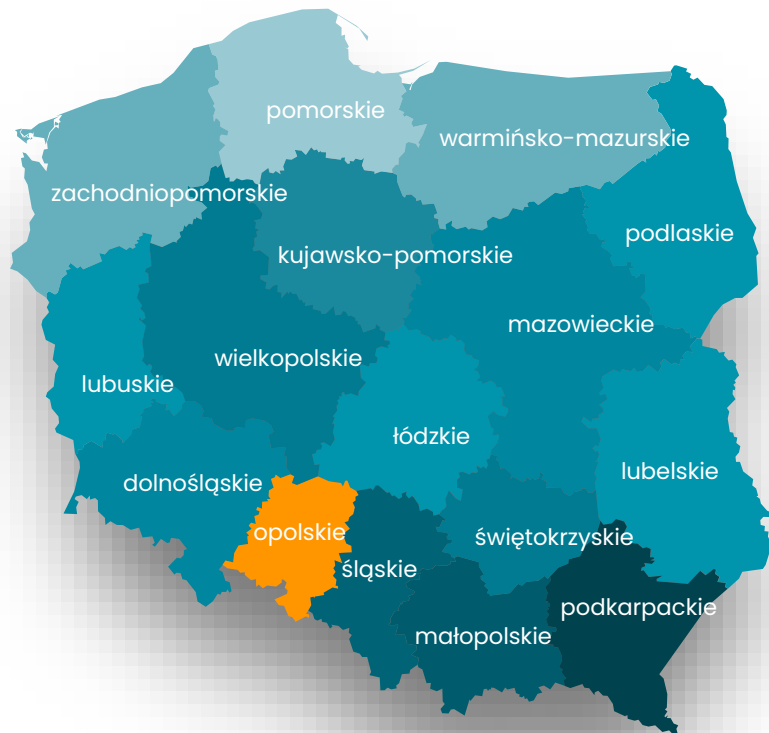 pomorskie
warmińsko-mazurskie
zachodniopomorskie
podlaskie
kujawsko-pomorskie
mazowieckie
wielkopolskie
lubuskie
łódzkie
lubelskie
dolnośląskie
opolskie
świętokrzyskie
śląskie
podkarpackie
małopolskie